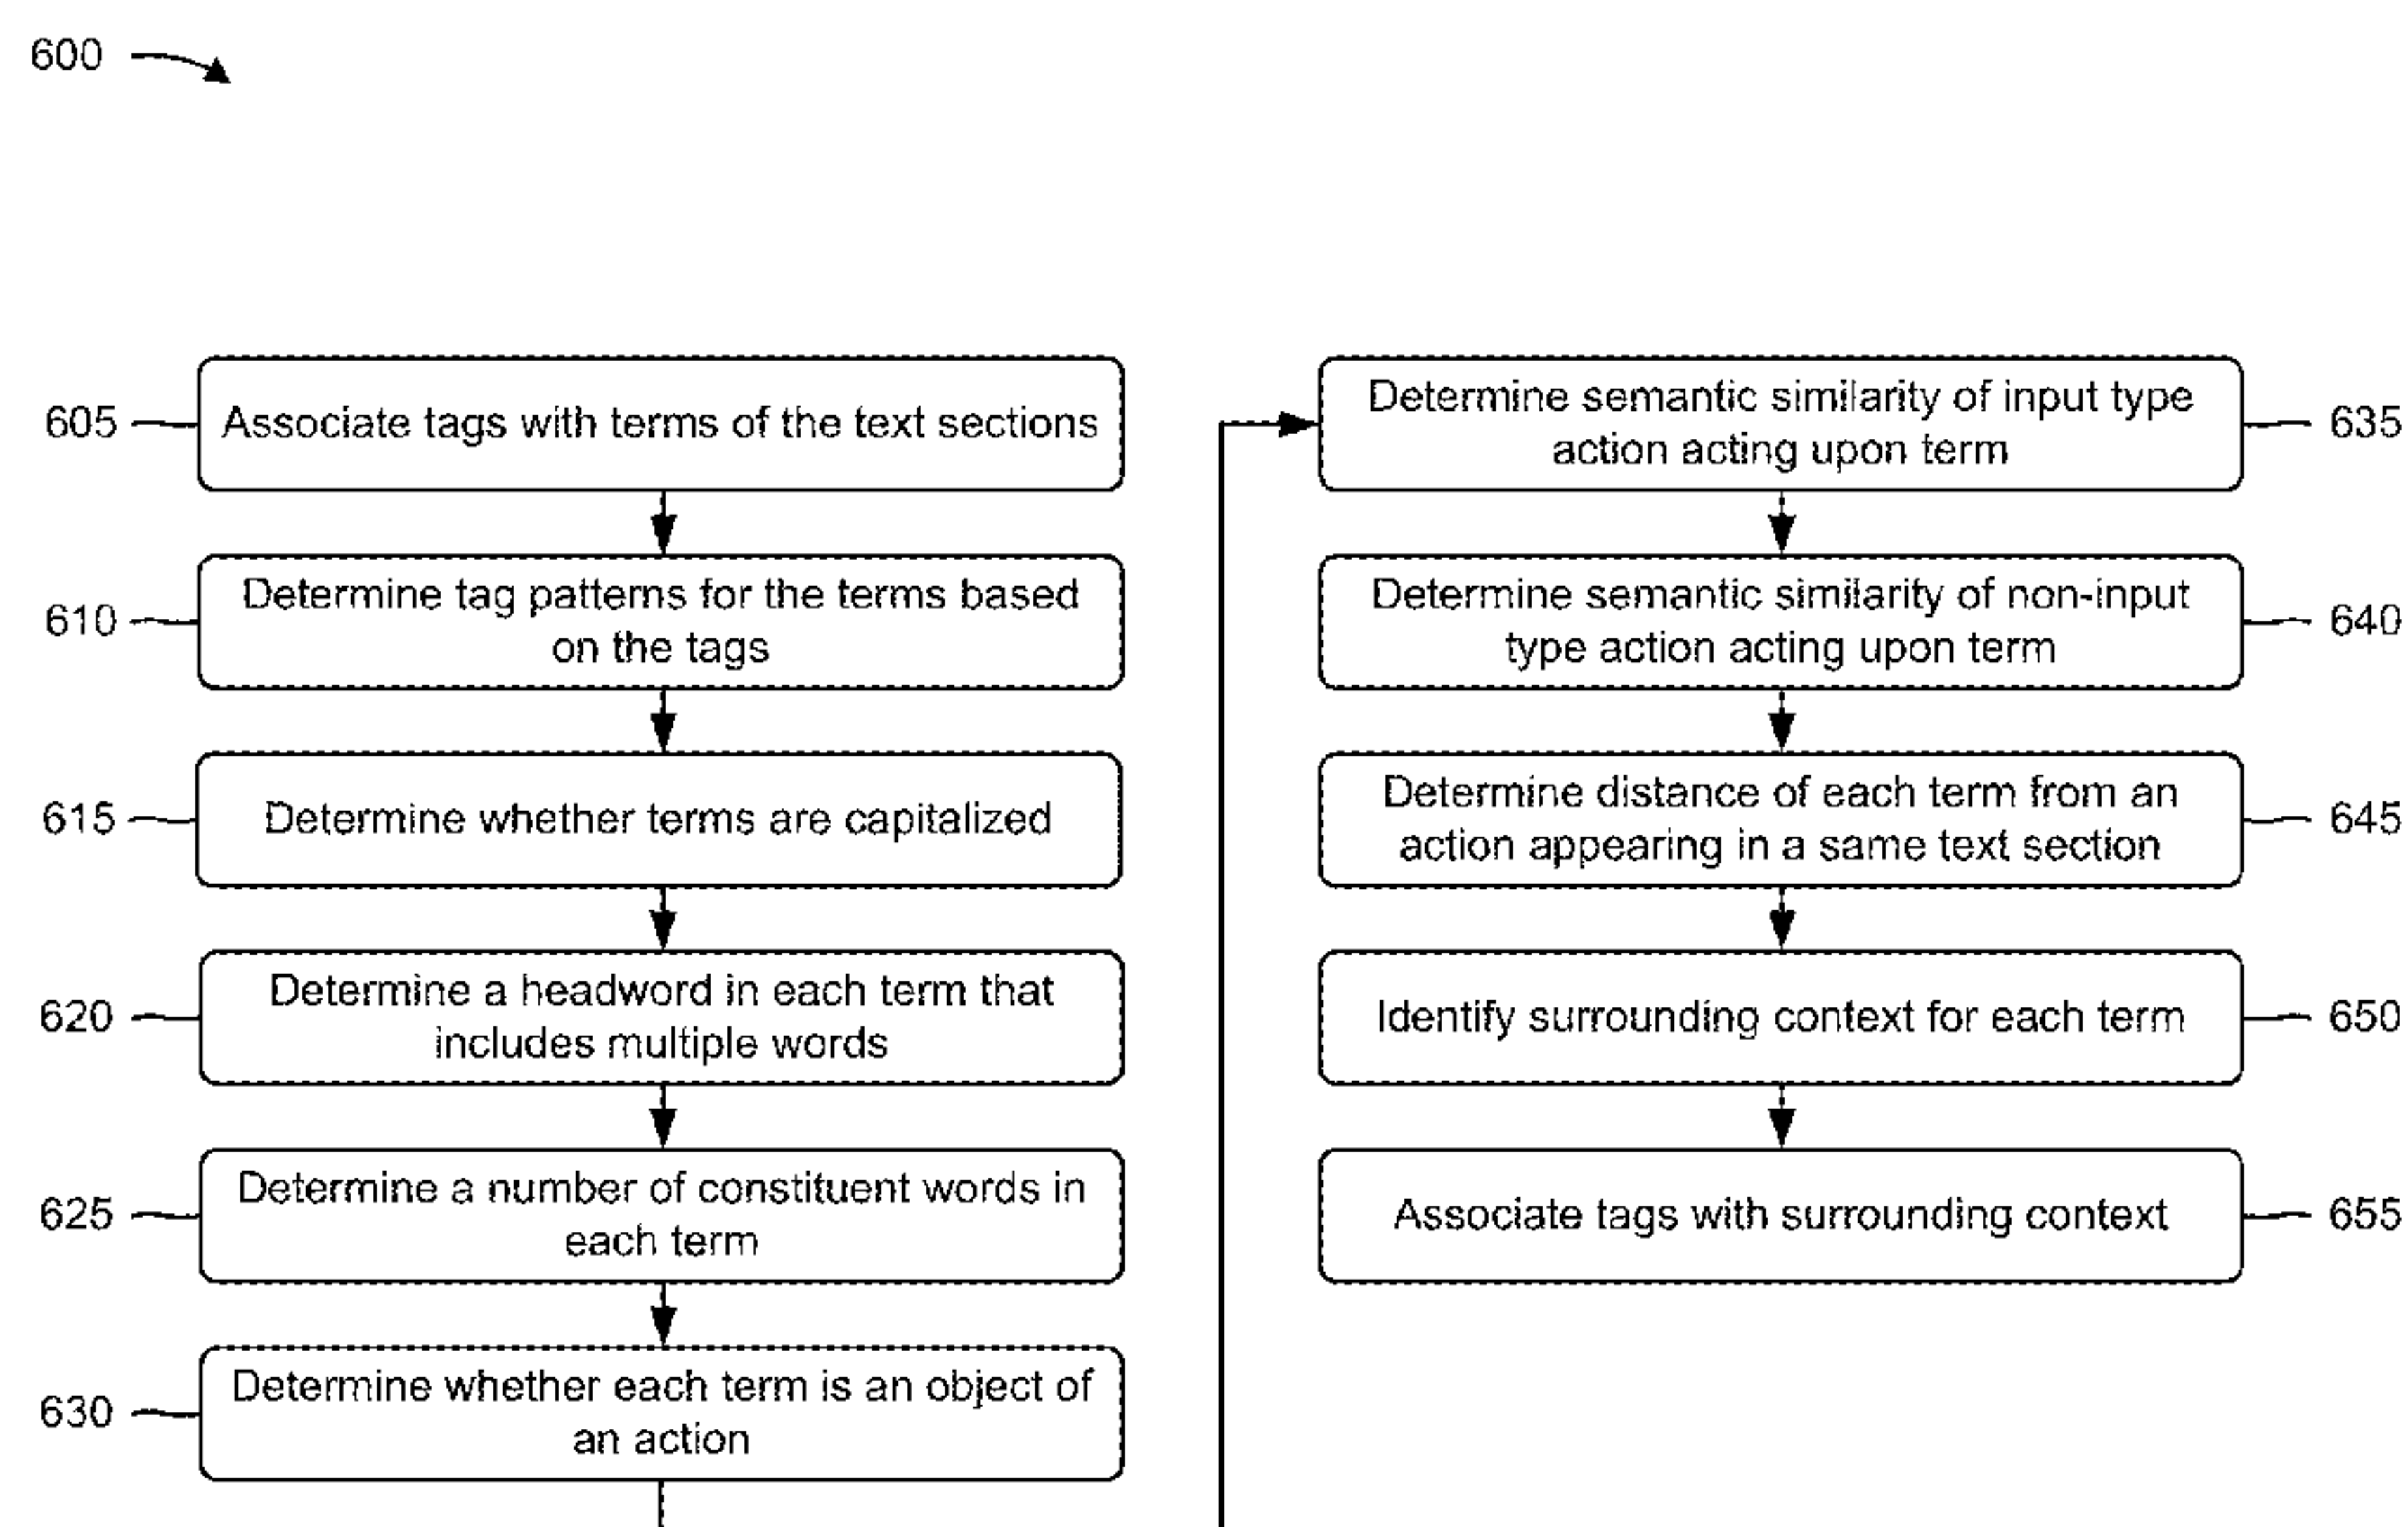 600
605
Associate tags with terms of the text sections
610
Determine tag patterns for the terms based
on the tags
615
Determine whether terms are capitalized
620
Determine a headword in each term that
includes multiple words
625
Determine a number of constituent words in
each term
630
Determine whether each term is an object of
an action
Determine semantic similarity of input type
action acting upon term
635
Determine semantic similarity of non-input
type action acting upon term
640
Determine distance of each term from an
action appearing in a same text section
645
Identify surrounding context for each term
650
Associate tags with surrounding context
655